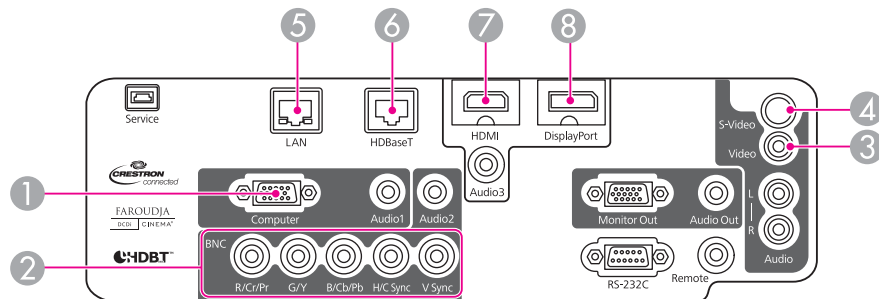 5 6 7 8
Service
LAN
HDBaseT
HDMI
DisplayPort
S-Video 4
Video 3
CRESTRON
connected
Audio3
1
Computer
Audio1
Audio2
Monitor Out
Audio Out
L
R
Audio
FAROUDJA
DCDi CINEMA
2
BNC
HDBT™
R/Cr/Pr
G/Y
B/Cb/Pb
H/C Sync
V Sync
RS-232C
Remote